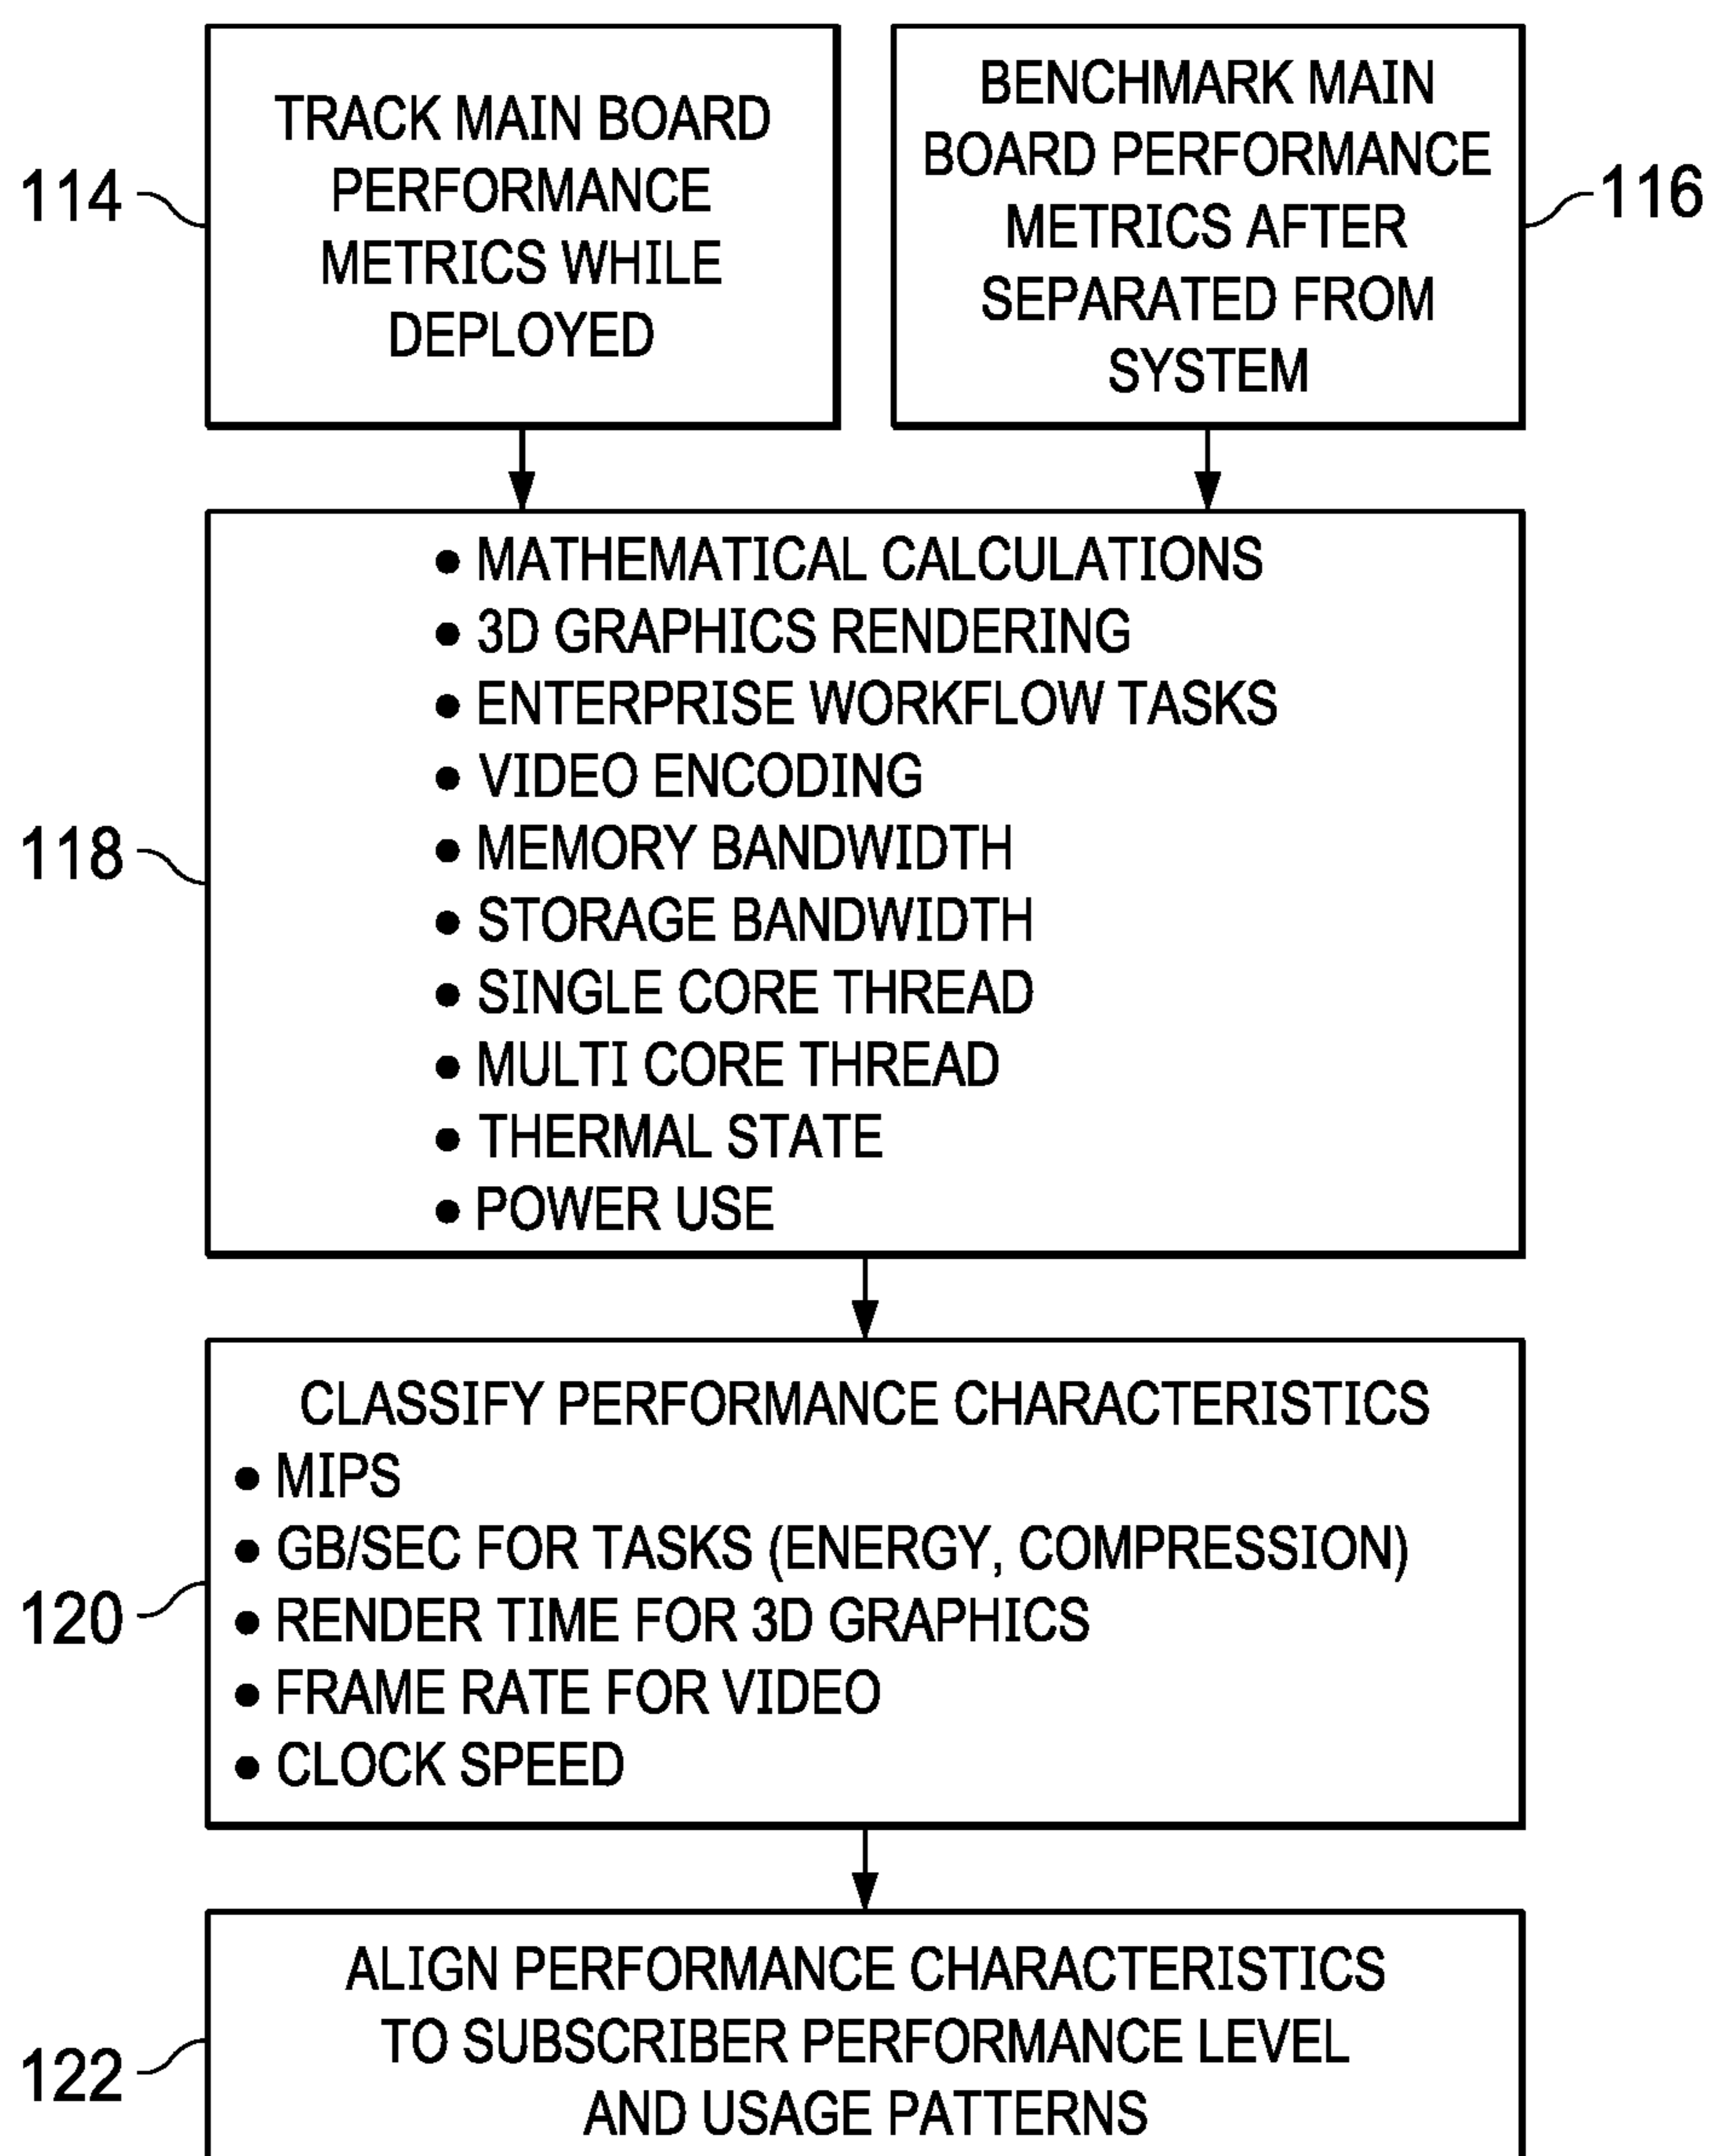 TRACK MAIN BOARD
PERFORMANCE
METRICS WHILE
DEPLOYED
114
BENCHMARK MAIN
BOARD PERFORMANCE
METRICS AFTER
SEPARATED FROM
SYSTEM
116
● MATHEMATICAL CALCULATIONS
● 3D GRAPHICS RENDERING
● ENTERPRISE WORKFLOW TASKS
● VIDEO ENCODING
● MEMORY BANDWIDTH
● STORAGE BANDWIDTH
● SINGLE CORE THREAD
● MULTI CORE THREAD
● THERMAL STATE
● POWER USE
118
CLASSIFY PERFORMANCE CHARACTERISTICS
● MIPS
● GB/SEC FOR TASKS (ENERGY, COMPRESSION)
● RENDER TIME FOR 3D GRAPHICS
● FRAME RATE FOR VIDEO
● CLOCK SPEED
120
ALIGN PERFORMANCE CHARACTERISTICS
TO SUBSCRIBER PERFORMANCE LEVEL
AND USAGE PATTERNS
122